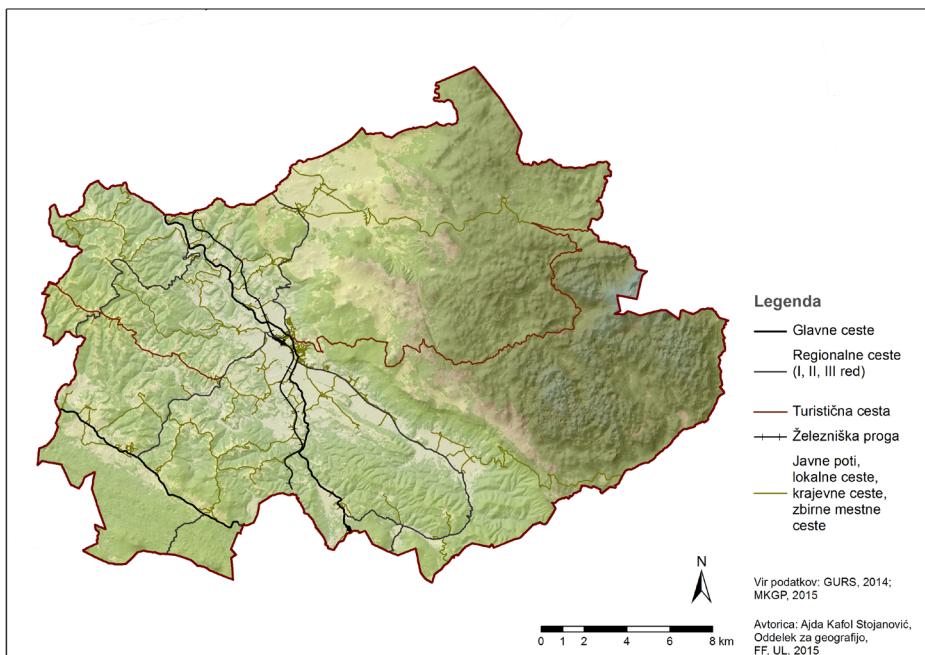 Legenda
Glavne ceste
Regionalne ceste
(I, II, III red)
Turistična cesta
Železniška proga
Javne poti,
lokalne ceste,
krajevne ceste,
zbirne mestne
ceste
N
Vir podatkov: GURS, 2014;
MKGP, 2015
0 1 2 4 6 8 km
Avtorica: Ajda Kafol Stojanović,
Oddelek za geografijo,
FF. UL. 2015